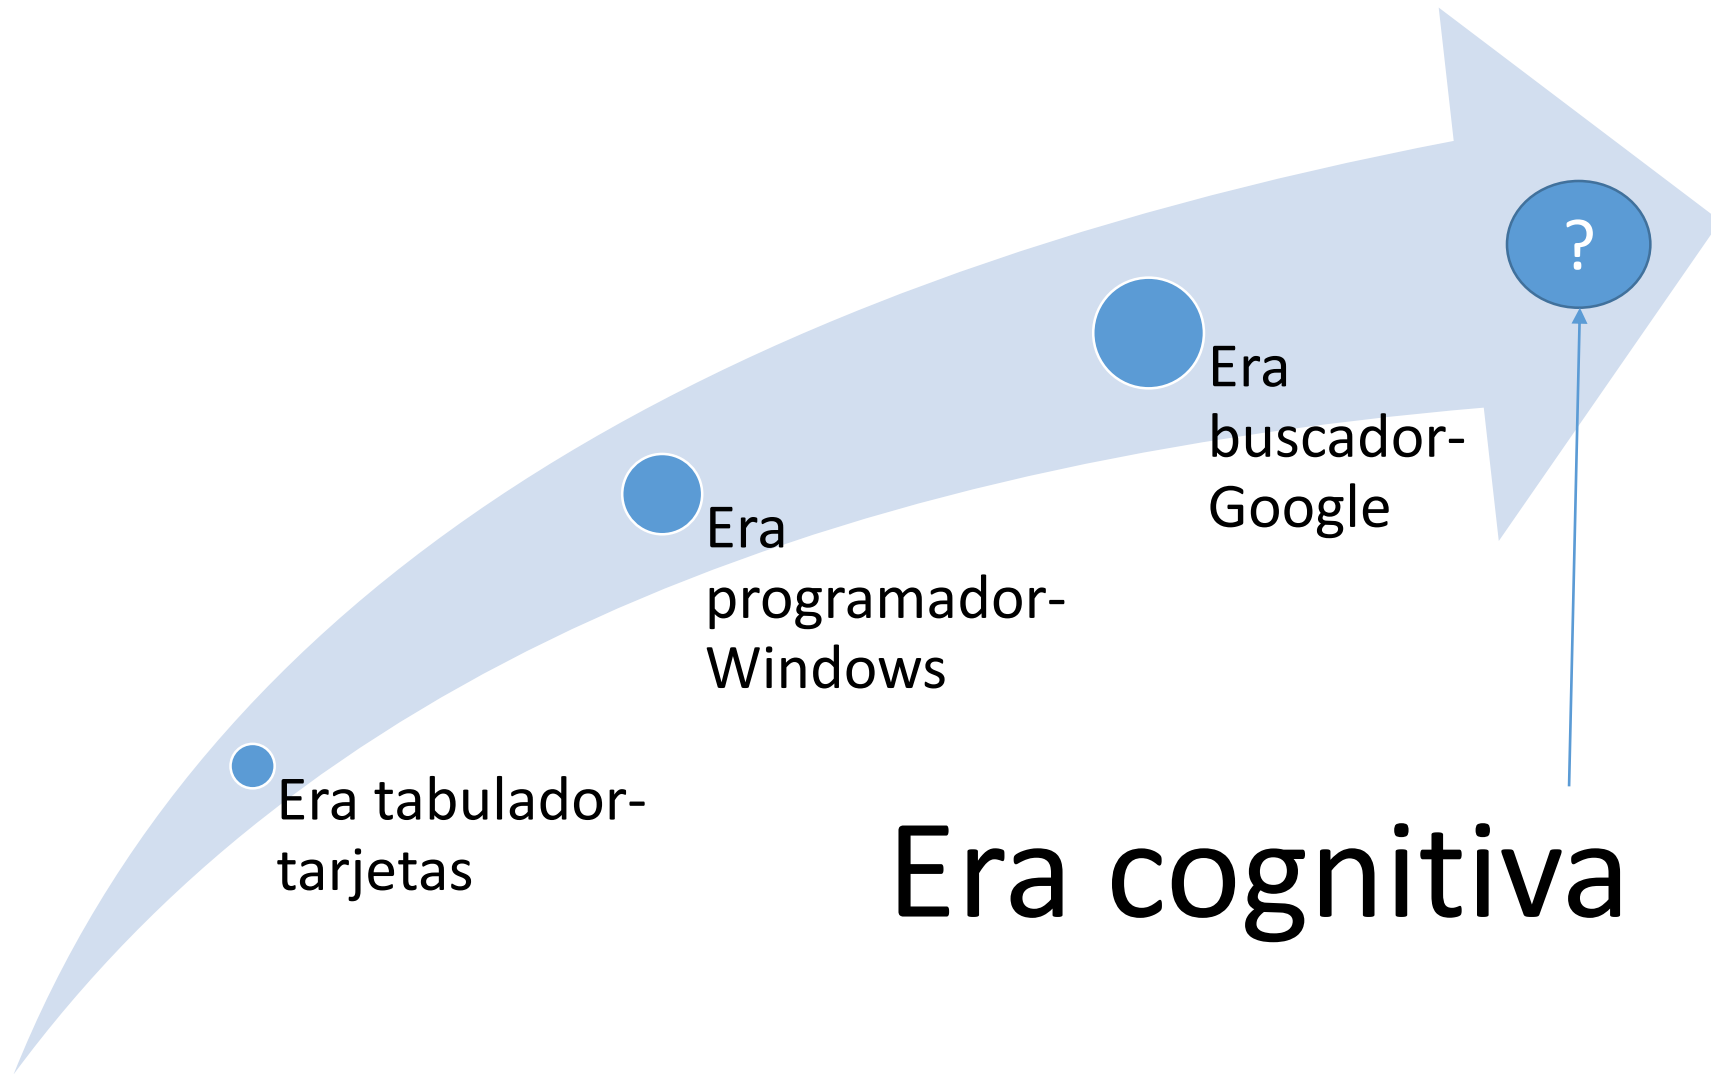 ?
Era
buscador-
Google
Era
programador-
Windows
Era tabulador-
tarjetas
Era cognitiva